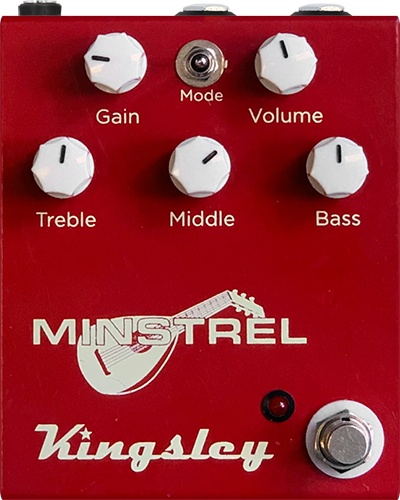 Gain
Mode
Volume
Treble
Middle
Bass
MINSTREL
Kingsley